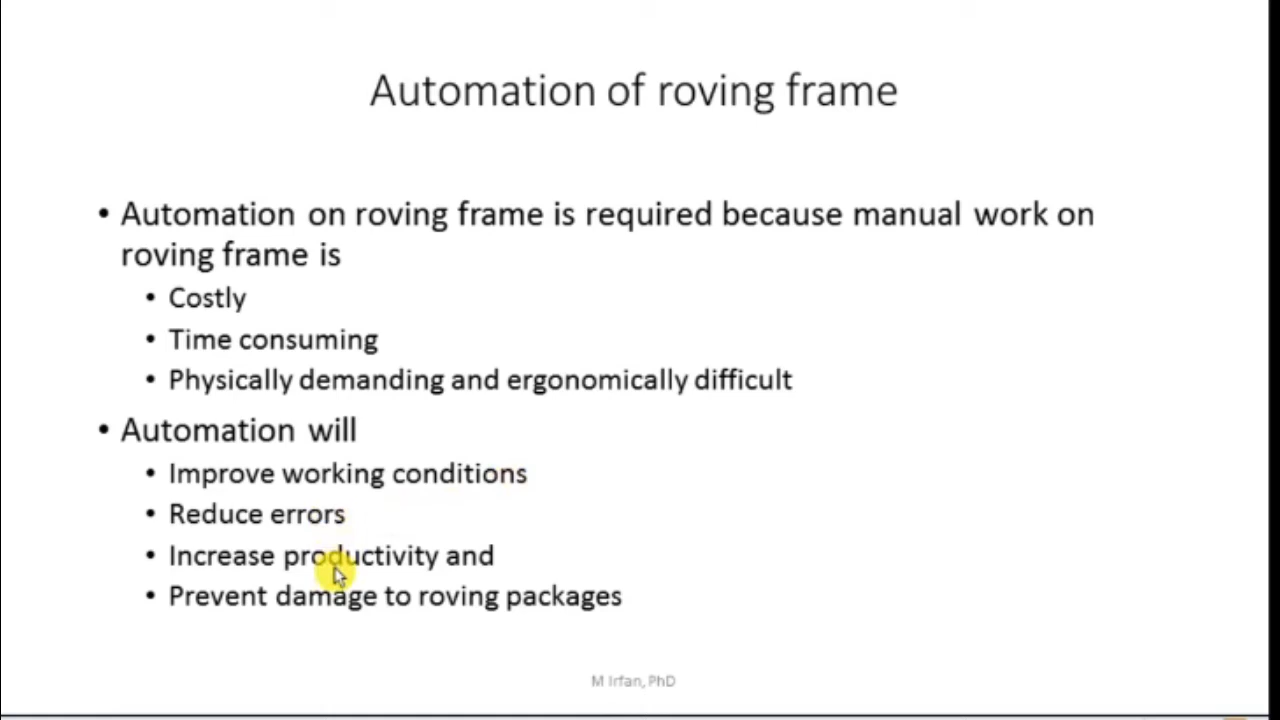 Automation of roving frame
• Automation on roving frame is required because manual work on
roving frame is
• Costly
• Time consuming
• Physically demanding and ergonomically difficult
• Automation will
• Improve working conditions
• Reduce errors
• Increase productivity and
• Prevent damage to roving packages
M Irfan, PhD